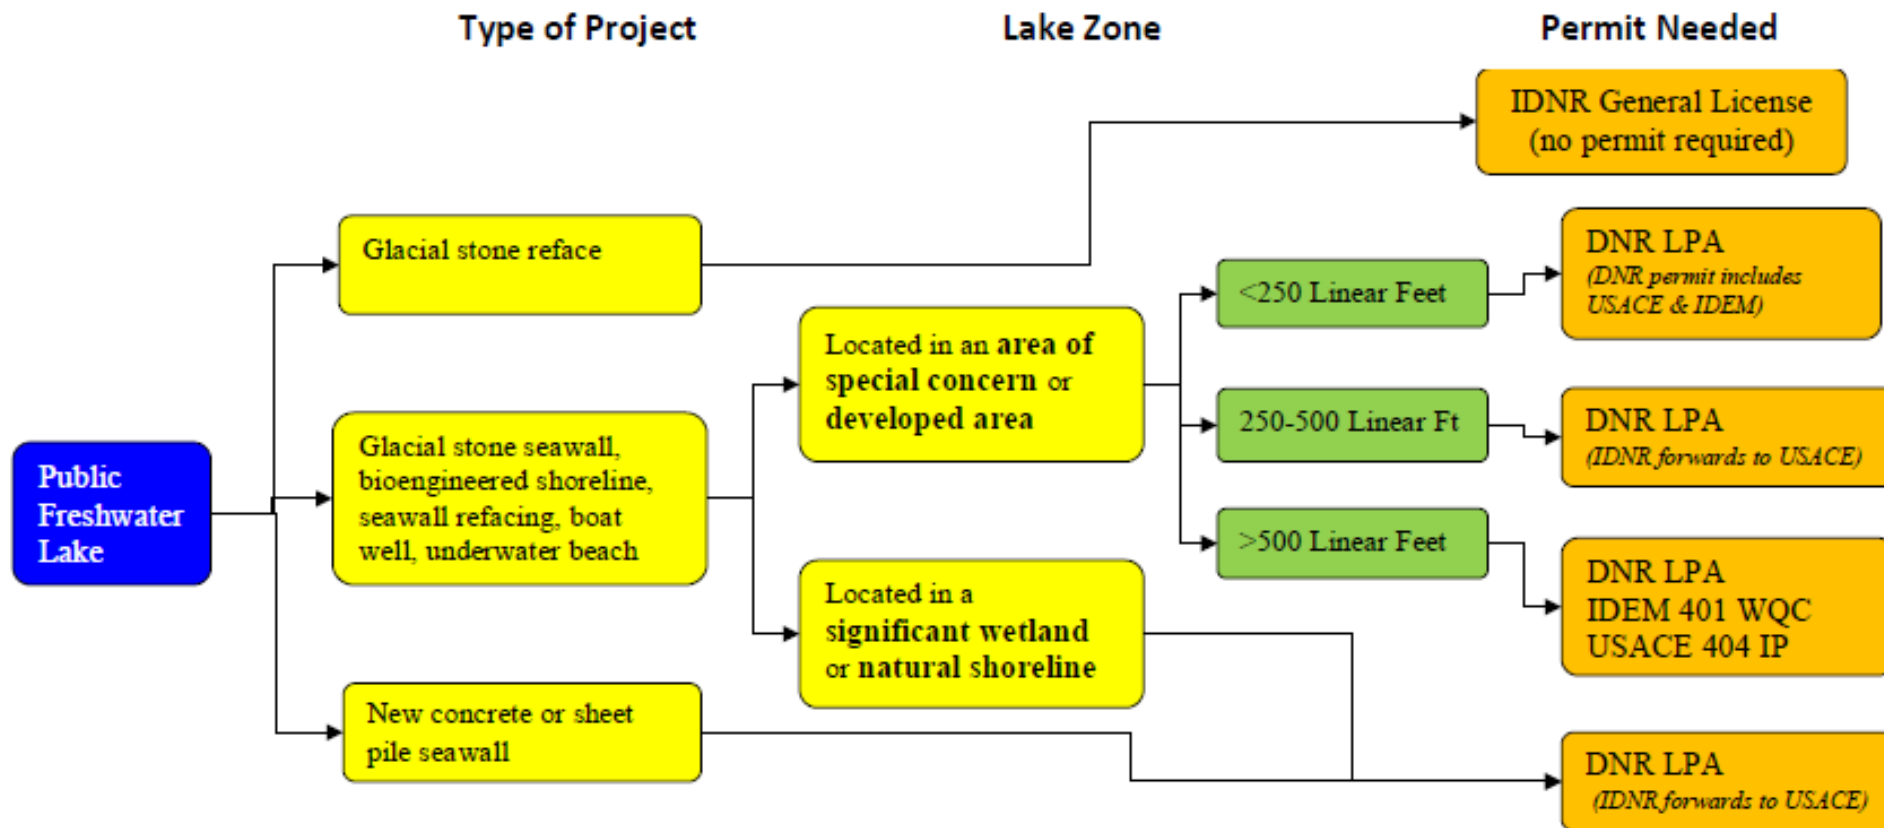 Type of Project
Lake Zone
Permit Needed
IDNR General License
(no permit required)
Glacial stone reface
DNR LPA
(DNR permit includes
USACE & IDEM)
<250 Linear Feet
Located in an area of
special concern or
developed area
250-500 Linear Ft
DNR LPA
(IDNR forwards to USACE)
Public
Freshwater
Lake
Glacial stone seawall,
bioengineered shoreline,
seawall refacing, boat
well, underwater beach
>500 Linear Feet
DNR LPA
IDEM 401 WQC
USACE 404 IP
Located in a
significant wetland
or natural shoreline
New concrete or sheet
pile seawall
DNR LPA
(IDNR forwards to USACE)